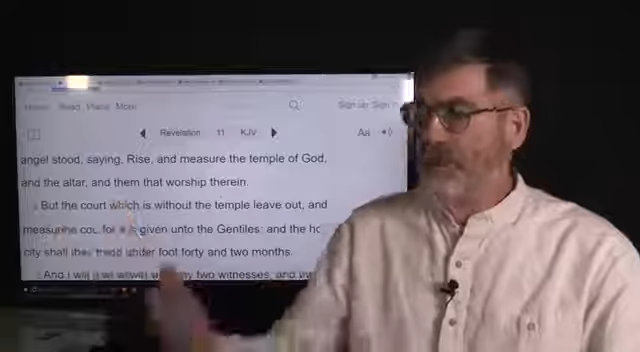 Home Read Plans More Sign up Sign in
Revelation 11 KJV Aa
angel stood, saying, Rise, and measure the temple of God,
and the altar, and them that worship therein.
But the court which is without the temple leave out, and
measure given unto the Gentiles: and the
city shall under foot forty and two months.
And I will my two witnesses, and